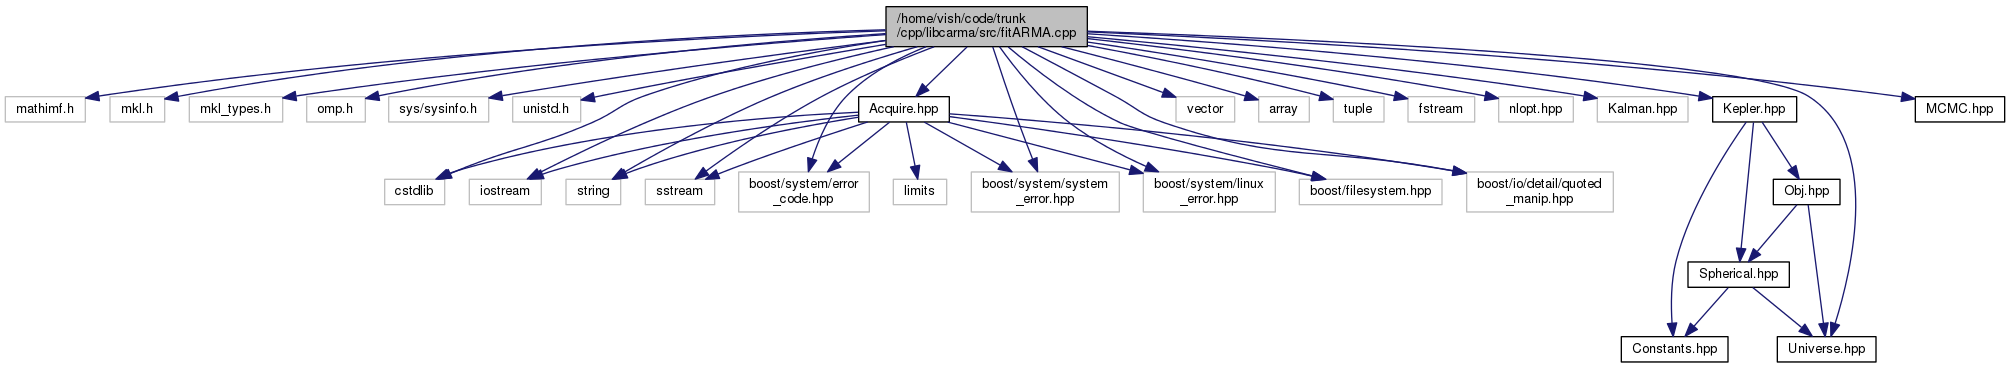 /home/vish/code/trunk
/cpp/libcarma/src/fitARMA.cpp
mathimf.h
mkl.h
mkl_types.h
omp.h
sys/sysinfo.h
unistd.h
Acquire.hpp
vector
array
tuple
fstream
nlopt.hpp
Kalman.hpp
Kepler.hpp
MCMC.hpp
cstdlib
iostream
string
sstream
boost/system/error
_code.hpp
limits
boost/system/system
_error.hpp
boost/system/linux
_error.hpp
boost/filesystem.hpp
boost/io/detail/quoted
_manip.hpp
Obj.hpp
Spherical.hpp
Constants.hpp
Universe.hpp